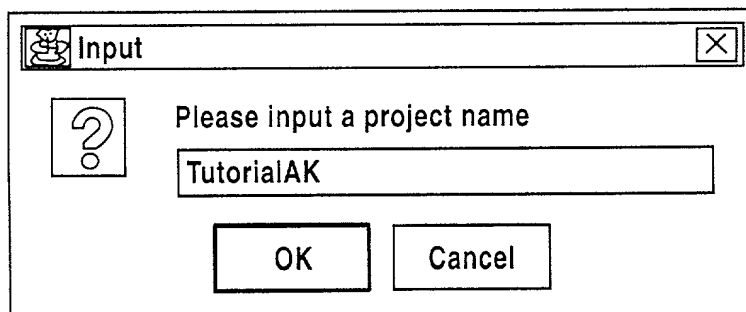 Input
Please input a project name
TutorialAK
OK
Cancel